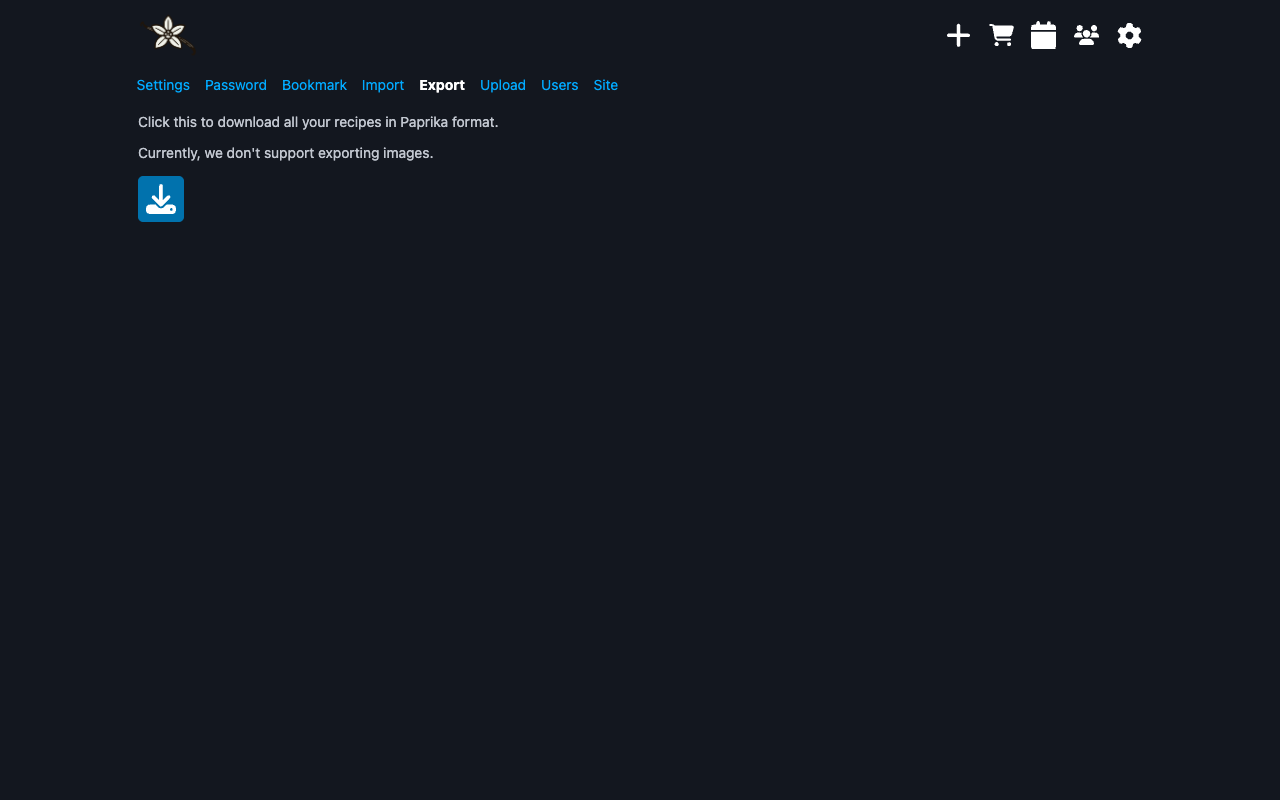 Settings Password Bookmark Import Export Upload Users Site
Click this to download all your recipes in Paprika format.
Currently, we don't support exporting images.